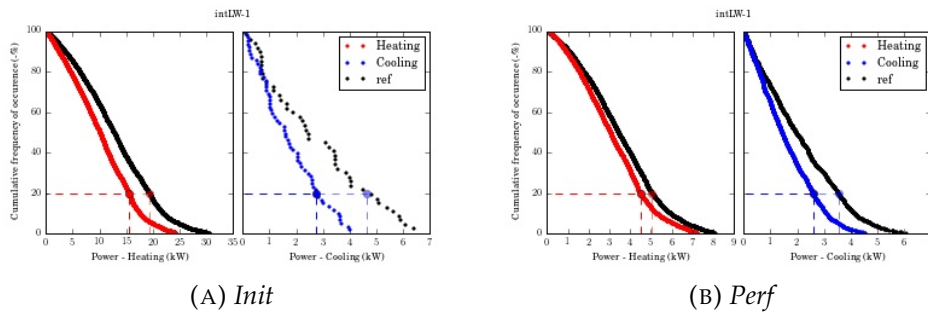 intLW-1
Cumulative frequency of occurence (-%)
100
80
60
40
20
0
0 5 10 15 20 25 30 35
Power - Heating (kW)
Heating
Cooling
ref
0 1 2 3 4 5 6 7
Power - Cooling (kW)
(A) Init
intLW-1
Cumulative frequency of occurence (-%)
100
80
60
40
20
0
0 1 2 3 4 5 6 7 8 9
Power - Heating (kW)
Heating
Cooling
ref
0 1 2 3 4 5 6
Power - Cooling (kW)
(B) Perf